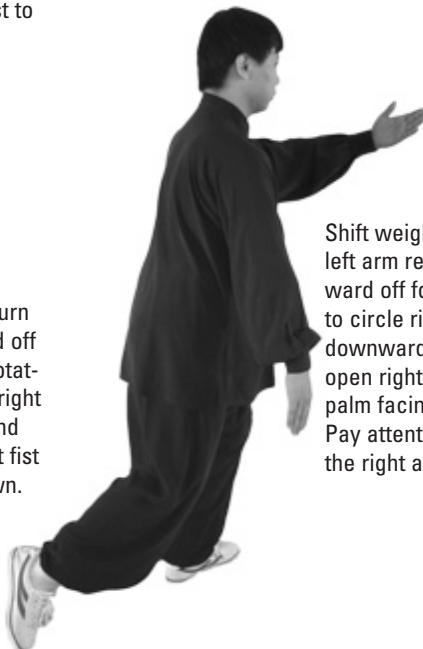 st to
urn
d off
otat-
right
nd
t fist
wn.
Shift weigh
left arm re
ward off fo
to circle ri
downward
open right
palm facin
Pay attent
the right a